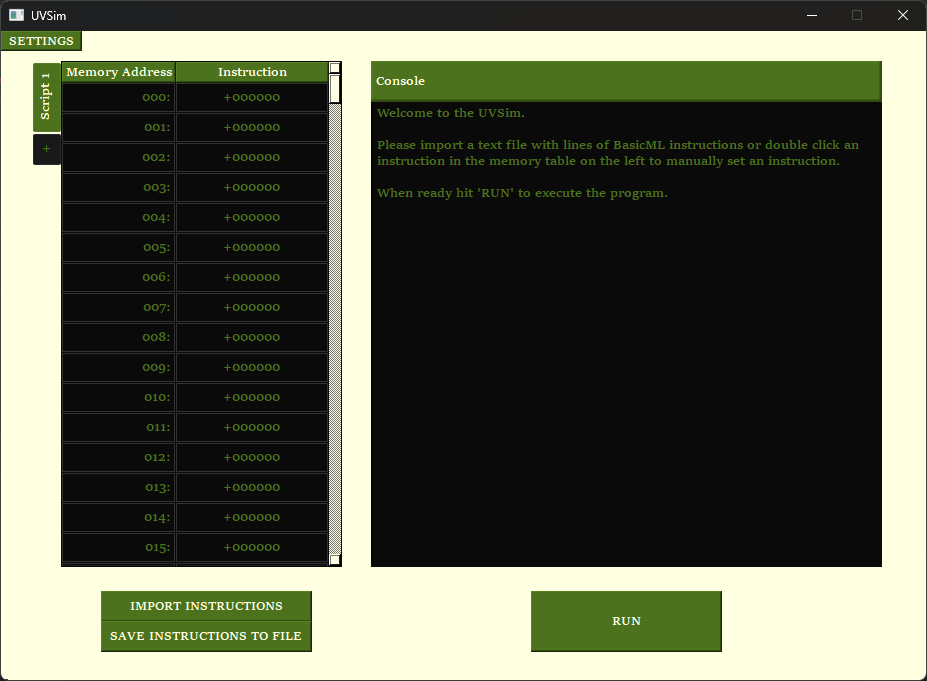 UVSim
SETTINGS
Script 1
+
Memory Address Instruction
000: +000000
001: +000000
002: +000000
003: +000000
004: +000000
005: +000000
006: +000000
007: +000000
008: +000000
009: +000000
010: +000000
011: +000000
012: +000000
013: +000000
014: +000000
015: +000000
Console
Welcome to the UVSim.
Please import a text file with lines of BasicML instructions or double click an
instruction in the memory table on the left to manually set an instruction.
When ready hit 'RUN' to execute the program.
IMPORT INSTRUCTIONS
SAVE INSTRUCTIONS TO FILE
RUN